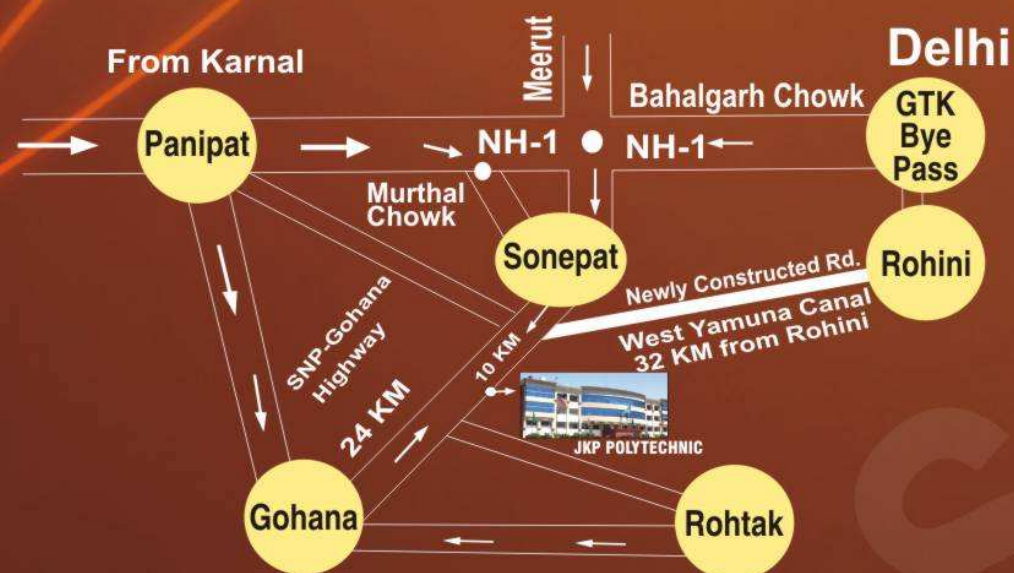 From Karnal
Meerut
Delhi
Bahalgarh Chowk
GTK
Bye
Pass
Panipat
NH-1
NH-1
Murthal
Chowk
Sonepat
Rohini
Newly Constructed Rd.
West Yamuna Canal
32 KM from Rohini
SNP-Gohana
Highway
10 KM
24 KM
JKP POLYTECHNIC
Gohana
Rohtak